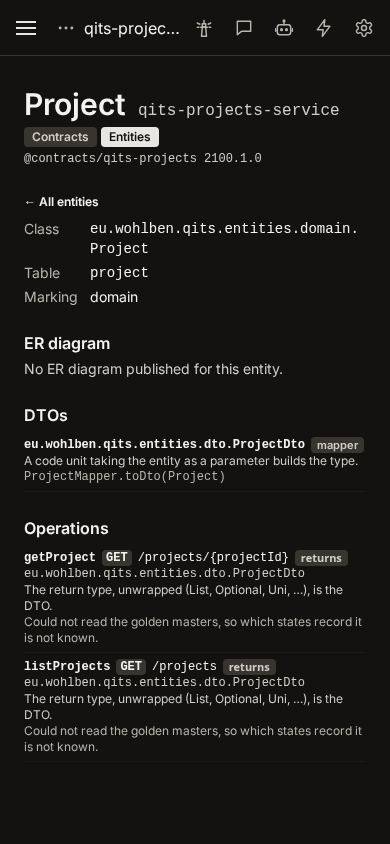 ... qits-projec...
Project qits-projects-service
Contracts Entities
@contracts/qits-projects 2100.1.0
← All entities
Class eu.wohlben.qits.entities.domain.
Project
Table project
Marking domain
ER diagram
No ER diagram published for this entity.
DTOs
eu.wohlben.qits.entities.dto.ProjectDto mapper
A code unit taking the entity as a parameter builds the type.
ProjectMapper.toDto(Project)
Operations
getProject GET /projects/{projectId} returns
eu.wohlben.qits.entities.dto.ProjectDto
The return type, unwrapped (List, Optional, Uni, …), is the
DTO.
Could not read the golden masters, so which states record it
is not known.
listProjects GET /projects returns
eu.wohlben.qits.entities.dto.ProjectDto
The return type, unwrapped (List, Optional, Uni, …), is the
DTO.
Could not read the golden masters, so which states record it
is not known.